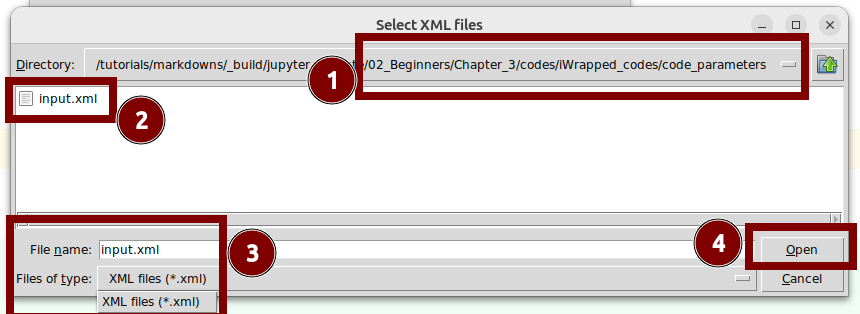 Select XML files
Directory: /tutorials/markdowns/_build/jupyter te/02_Beginners/Chapter_3/codes/iWrapped_codes/code_parameters
1
input.xml
2
File name: input.xml
3
4
Open
Files of type: XML files (*.xml)
Cancel
XML files (*.xml)